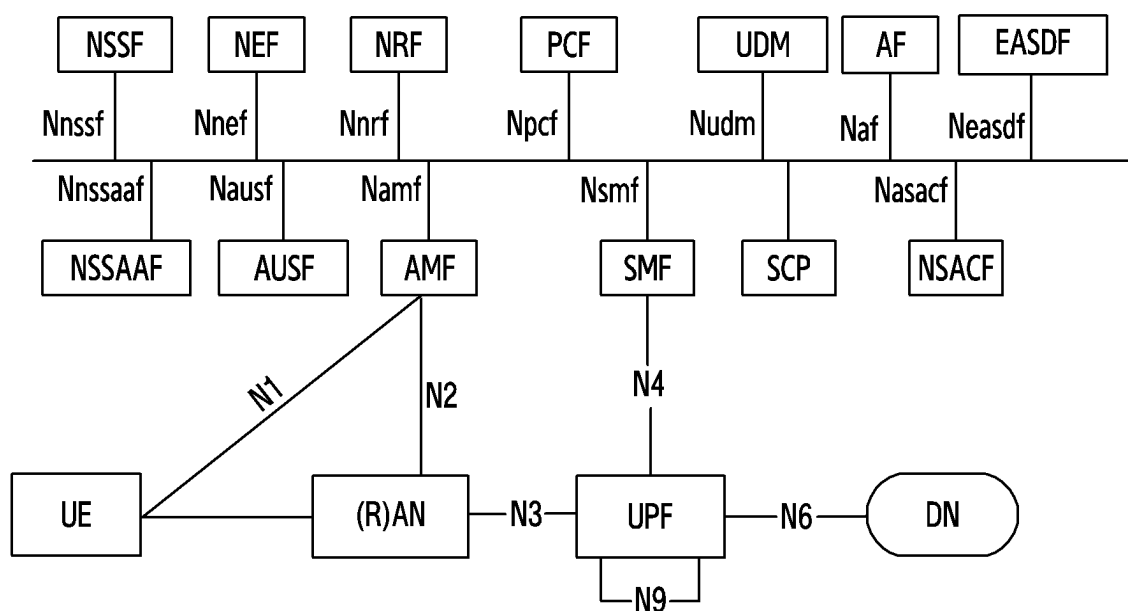 NSSF NEF NRF PCF UDM AF EASDF
Nnssf Nnef Nnrf Npcf Nudm Naf Neasdf
Nnssaaf Nausf Namf Nsmf Nasacf
NSSAAF AUSF AMF SMF SCP NSACF
N1 N2 N4
UE (R)AN N3 UPF N6 DN
N9